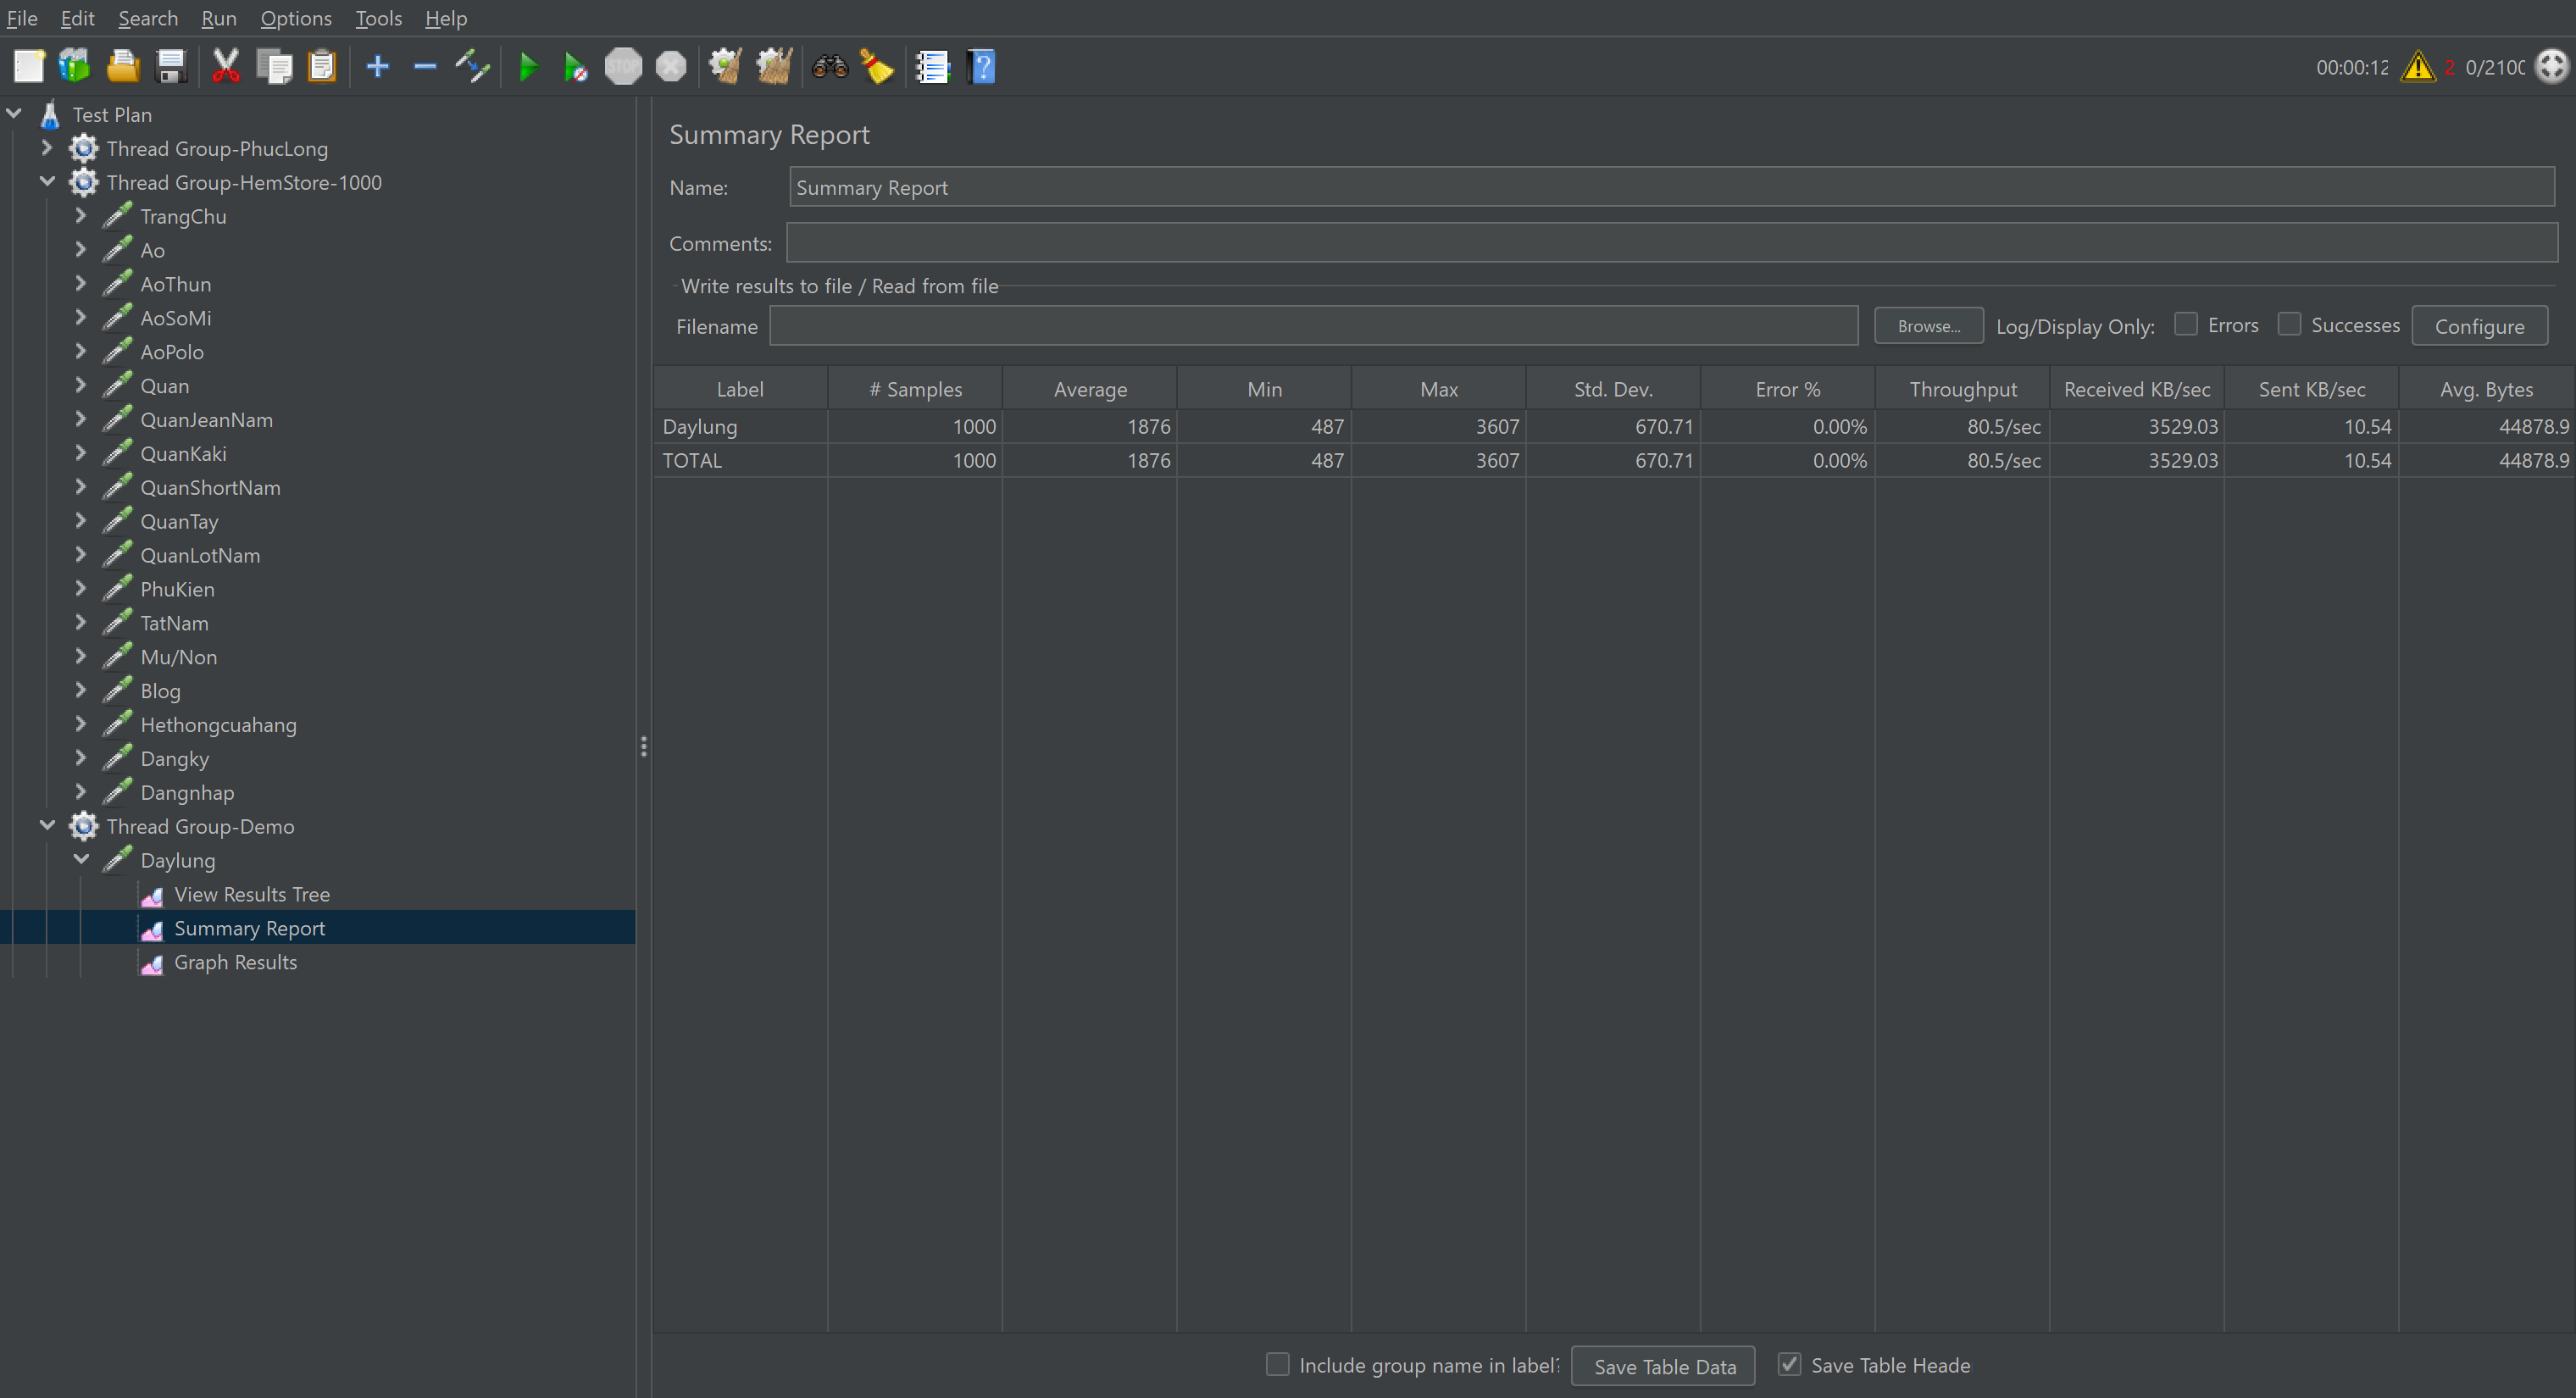 File Edit Search Run Options Tools Help
STOP
00:00:12 2 0/2100
Test Plan
Thread Group-PhucLong
Thread Group-HemStore-1000
TrangChu
Ao
AoThun
AoSoMi
AoPolo
Quan
QuanJeanNam
QuanKaki
QuanShortNam
QuanTay
QuanLotNam
PhuKien
TatNam
Mu/Non
Blog
Hethongcuahang
Dangky
Dangnhap
Thread Group-Demo
Daylung
View Results Tree
Summary Report
Graph Results
Summary Report
Name: Summary Report
Comments:
Write results to file / Read from file
Filename Browse... Log/Display Only: Errors Successes Configure
Label # Samples Average Min Max Std. Dev. Error % Throughput Received KB/sec Sent KB/sec Avg. Bytes
Daylung 1000 1876 487 3607 670.71 0.00% 80.5/sec 3529.03 10.54 44878.9
TOTAL 1000 1876 487 3607 670.71 0.00% 80.5/sec 3529.03 10.54 44878.9
Include group name in label? Save Table Data Save Table Heade